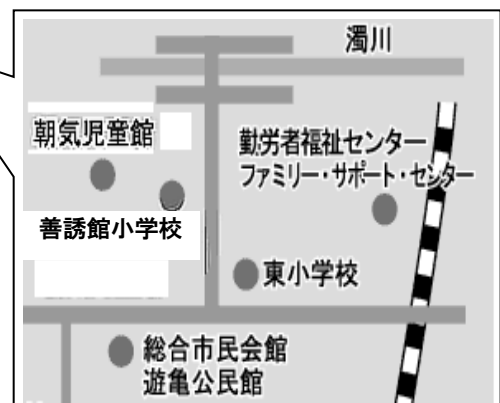 濁川
朝気児童館
勤労者福祉センター
ファミリー・サポート・センター
善誘館小学校
東小学校
総合市民会館
遊亀公民館